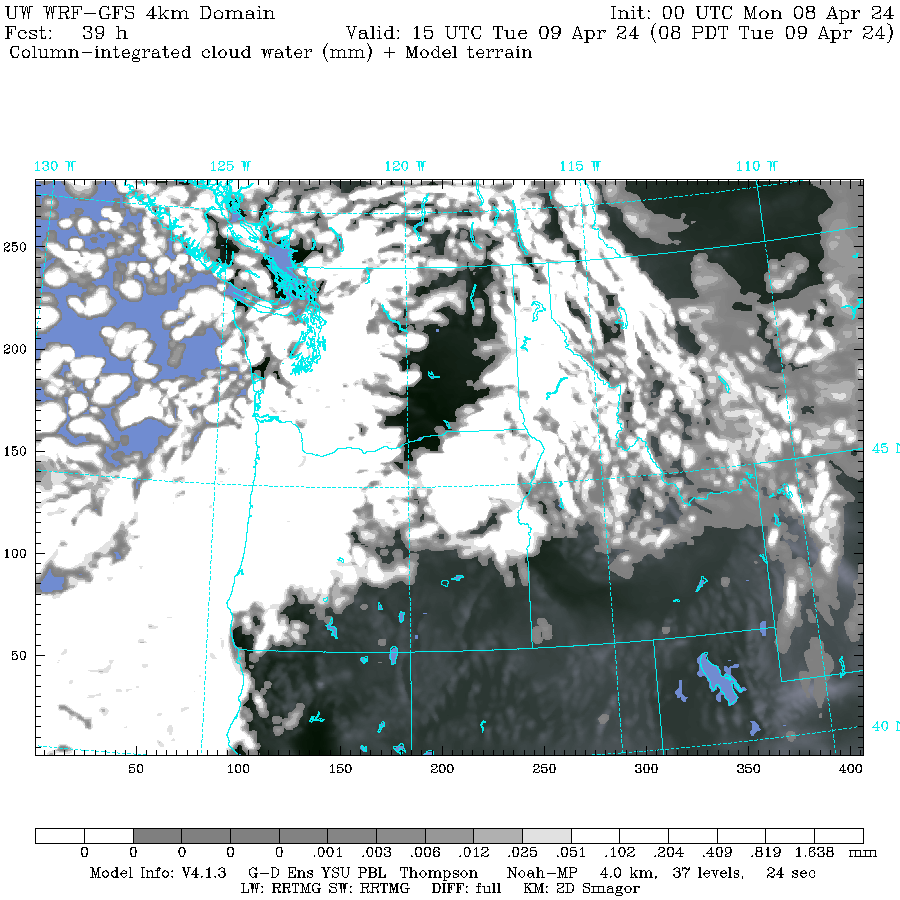 UW WRF-GFS 4km Domain Init: 00 UTC Mon 08 Apr 24
Fcst: 39 h Valid: 15 UTC Tue 09 Apr 24 (08 PDT Tue 09 Apr 24)
Column-integrated cloud water (mm) + Model terrain
130 W 125 W 120 W 115 W 110 W
250
200
150
45 N
100
50
40 N
50 100 150 200 250 300 350 400
0 0 0 0 0 .001 .003 .006 .012 .025 .051 .102 .204 .409 .819 1.638 mm
Model Info: V4.1.3 G-D Ens YSU PBL Thompson Noah-MP 4.0 km, 37 levels, 24 sec
LW: RRTMG SW: RRTMG DIFF: full KM: 2D Smagor